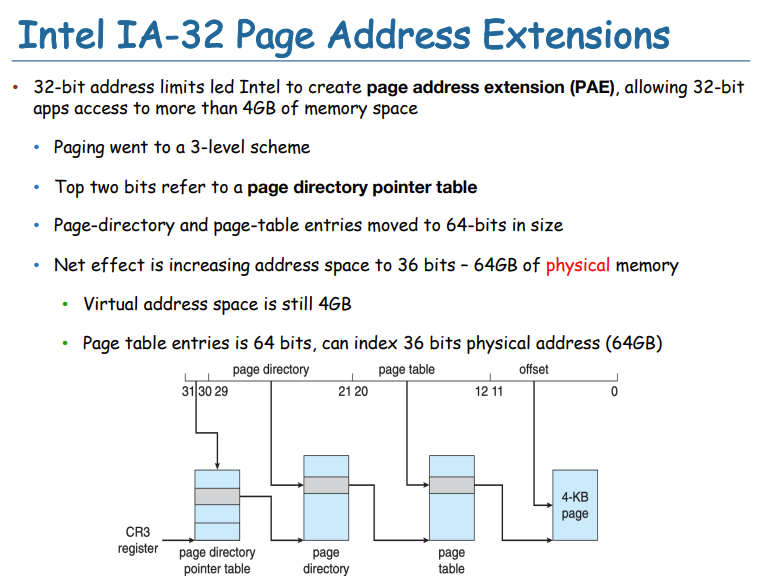 Intel IA-32 Page Address Extensions
• 32-bit address limits led Intel to create page address extension (PAE), allowing 32-bit
apps access to more than 4GB of memory space
• Paging went to a 3-level scheme
• Top two bits refer to a page directory pointer table
• Page-directory and page-table entries moved to 64-bits in size
• Net effect is increasing address space to 36 bits – 64GB of physical memory
• Virtual address space is still 4GB
• Page table entries is 64 bits, can index 36 bits physical address (64GB)
page directory page table offset
31 30 29 21 20 12 11 0
4-KB
page
CR3
register
page directory
pointer table
page
directory
page
table